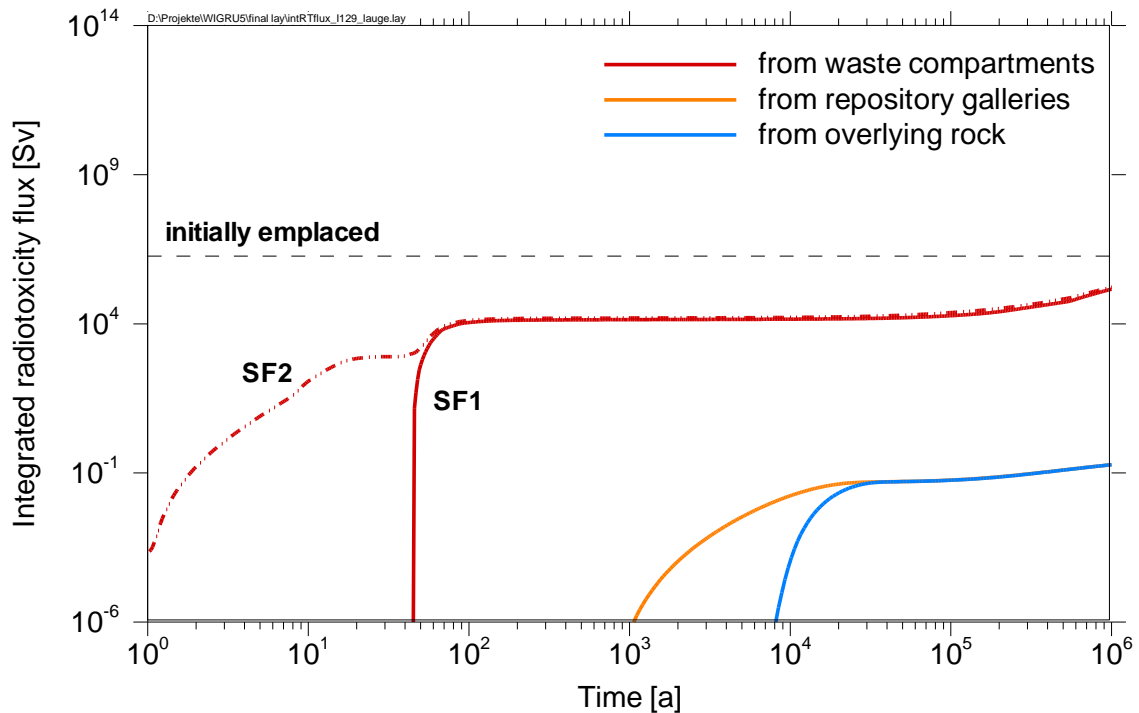 D:\Projekte\WIGRU5\final lay\intRTflux_I129_lauge.lay
10^14
from waste compartments
from repository galleries
from overlying rock
10^9
initially emplaced
10^4
SF2
SF1
10^-1
10^-6
10^0 10^1 10^2 10^3 10^4 10^5 10^6
Time [a]
Integrated radiotoxicity flux [Sv]